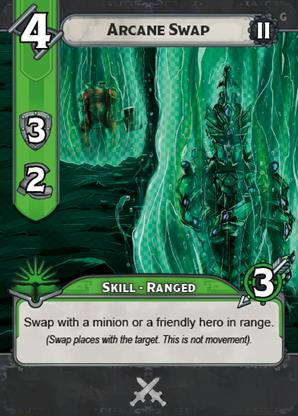 4
ARCANE SWAP
II
G
3
2
SKILL - RANGED
3
Swap with a minion or a friendly hero in range.
(Swap places with the target. This is not movement).